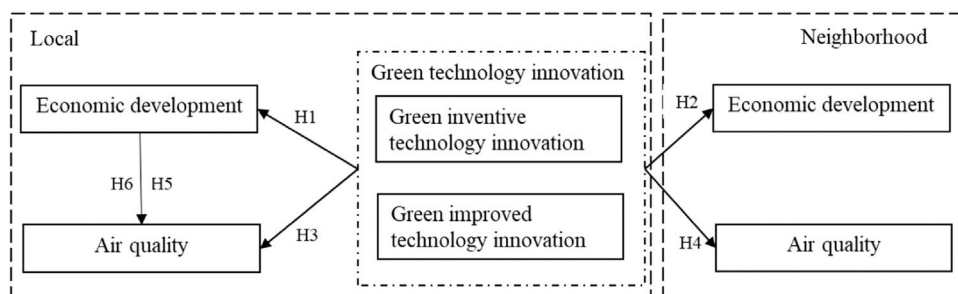 Local
Neighborhood
Green technology innovation
Economic development
H1
Green inventive
technology innovation
H2
Economic development
H6
H5
Green improved
technology innovation
Air quality
H3
H4
Air quality